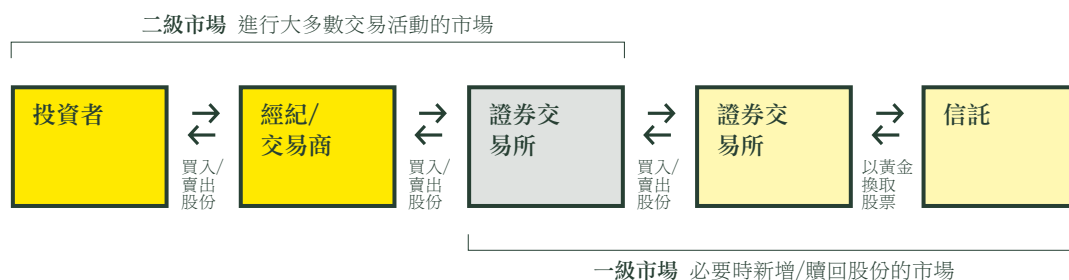 二級市場 進行大多數交易活動的市場
投資者
買入/
賣出
股份
經紀/
交易商
買入/
賣出
股份
證券交
易所
買入/
賣出
股份
證券交
易所
以黃金
換取
股票
信託
一級市場 必要時新增/贖回股份的市場